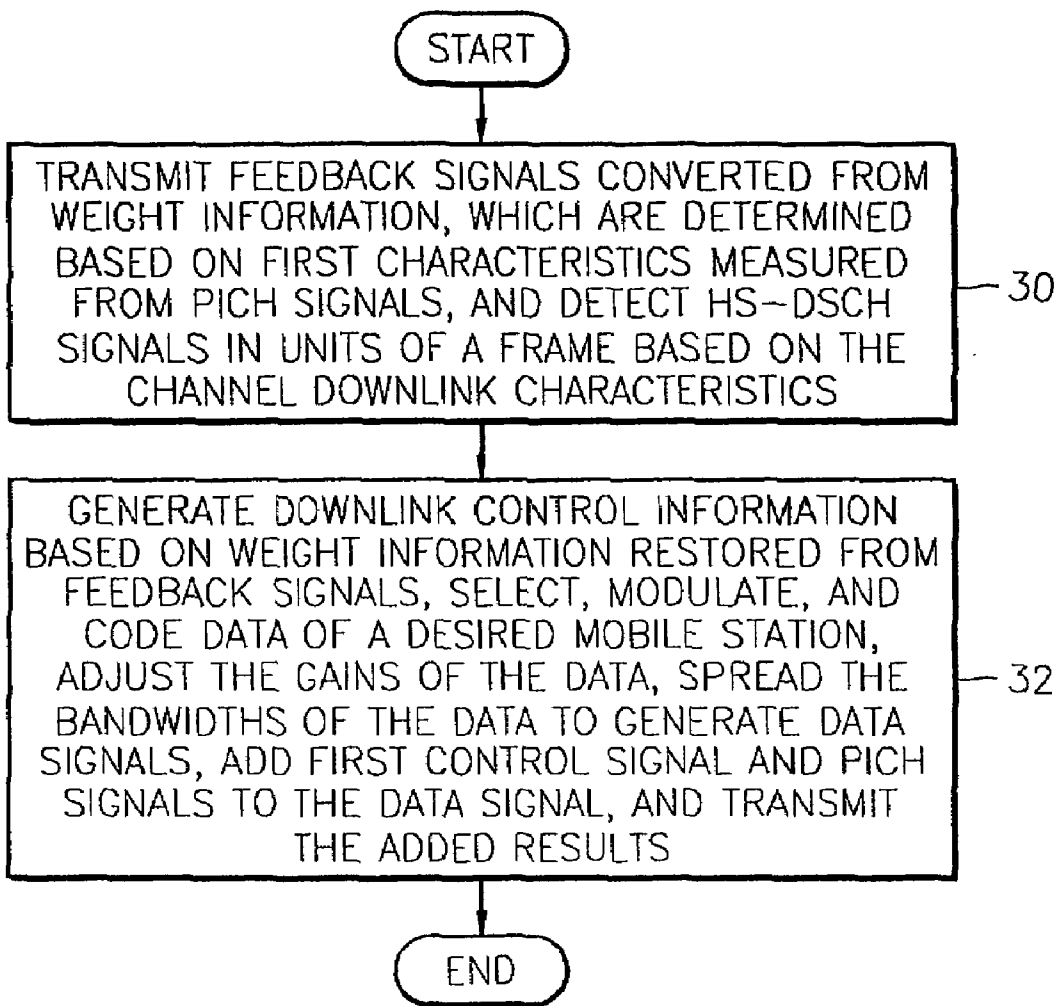 START
TRANSMIT FEEDBACK SIGNALS CONVERTED FROM
WEIGHT INFORMATION, WHICH ARE DETERMINED
BASED ON FIRST CHARACTERISTICS MEASURED
FROM PICH SIGNALS, AND DETECT HS-DSCH
SIGNALS IN UNITS OF A FRAME BASED ON THE
CHANNEL DOWNLINK CHARACTERISTICS
30
GENERATE DOWNLINK CONTROL INFORMATION
BASED ON WEIGHT INFORMATION RESTORED FROM
FEEDBACK SIGNALS, SELECT, MODULATE, AND
CODE DATA OF A DESIRED MOBILE STATION,
ADJUST THE GAINS OF THE DATA, SPREAD THE
BANDWIDTHS OF THE DATA TO GENERATE DATA
SIGNALS, ADD FIRST CONTROL SIGNAL AND PICH
SIGNALS TO THE DATA SIGNAL, AND TRANSMIT
THE ADDED RESULTS
32
END